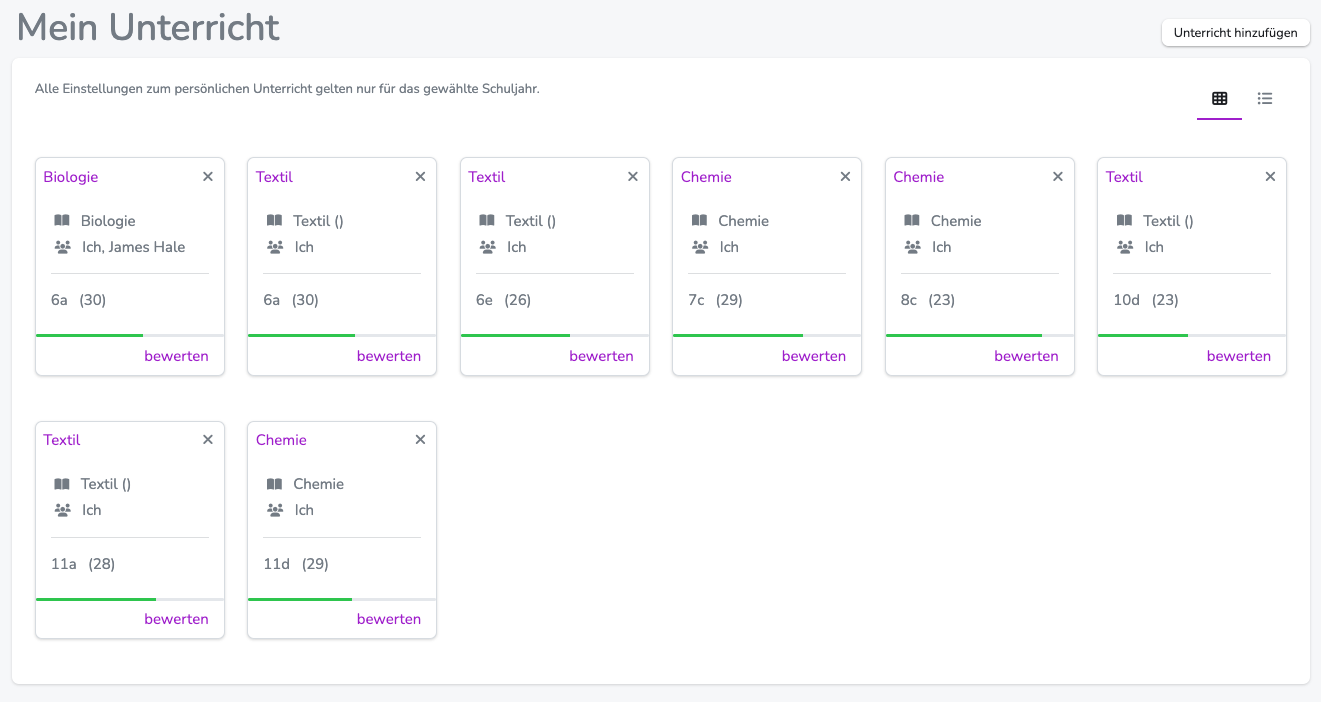 Mein Unterricht
Unterricht hinzufügen
Alle Einstellungen zum persönlichen Unterricht gelten nur für das gewählte Schuljahr.
Biologie
Biologie
Ich, James Hale
6a (30)
bewerten
Textil
Textil ()
Ich
6a (30)
bewerten
Textil
Textil ()
Ich
6e (26)
bewerten
Chemie
Chemie
Ich
7c (29)
bewerten
Chemie
Chemie
Ich
8c (23)
bewerten
Textil
Textil ()
Ich
10d (23)
bewerten
Textil
Textil ()
Ich
11a (28)
bewerten
Chemie
Chemie
Ich
11d (29)
bewerten